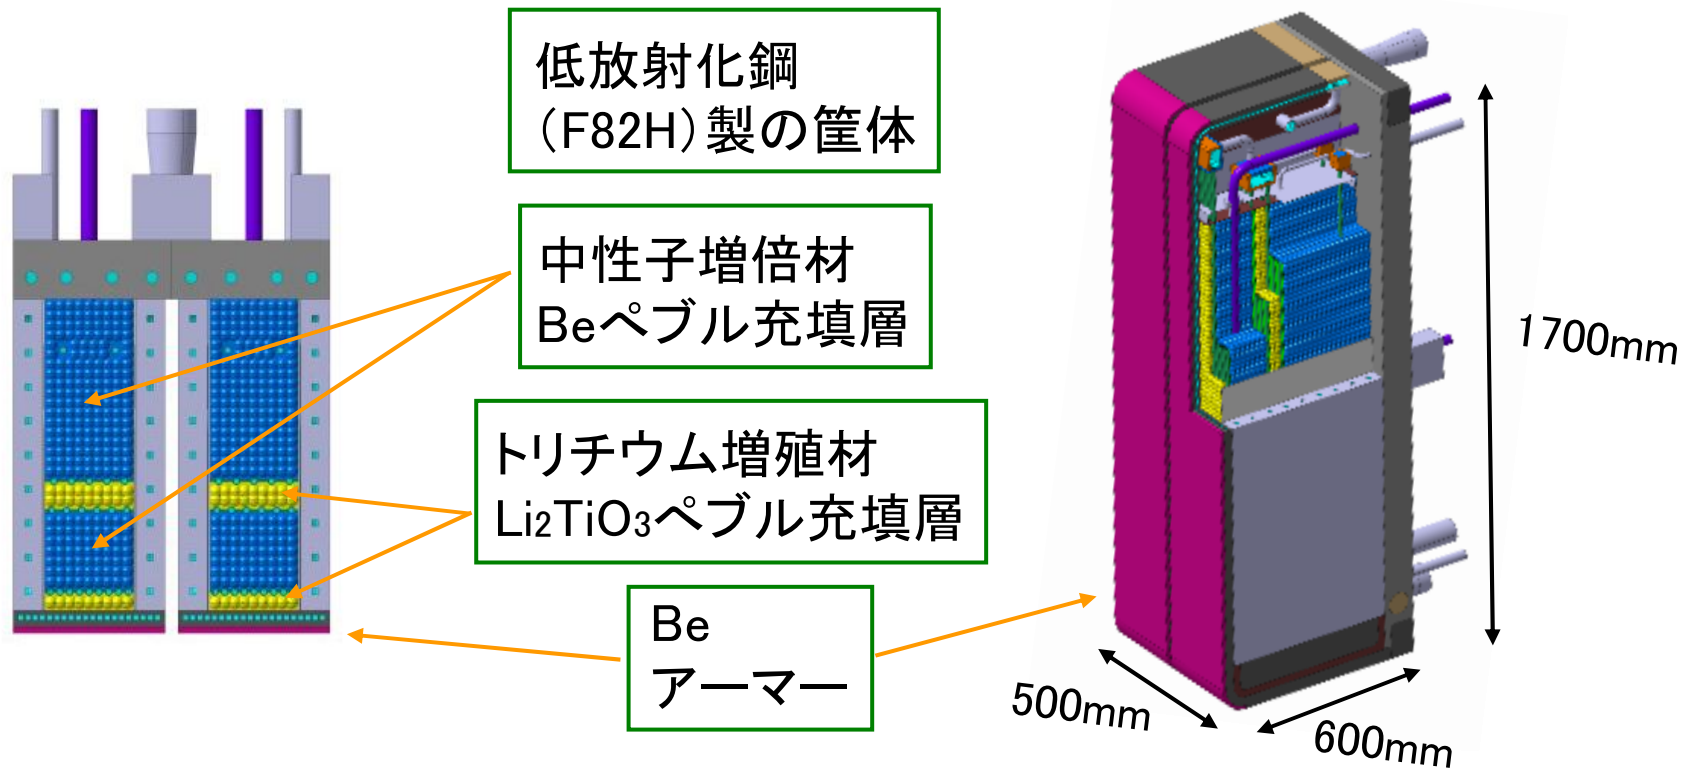 低放射化鋼
（F82H）製の筐体
中性子増倍材
Beペブル充填層
トリチウム増殖材
Li2TiO3ペブル充填層
Be
アーマー
1700mm
500mm
600mm